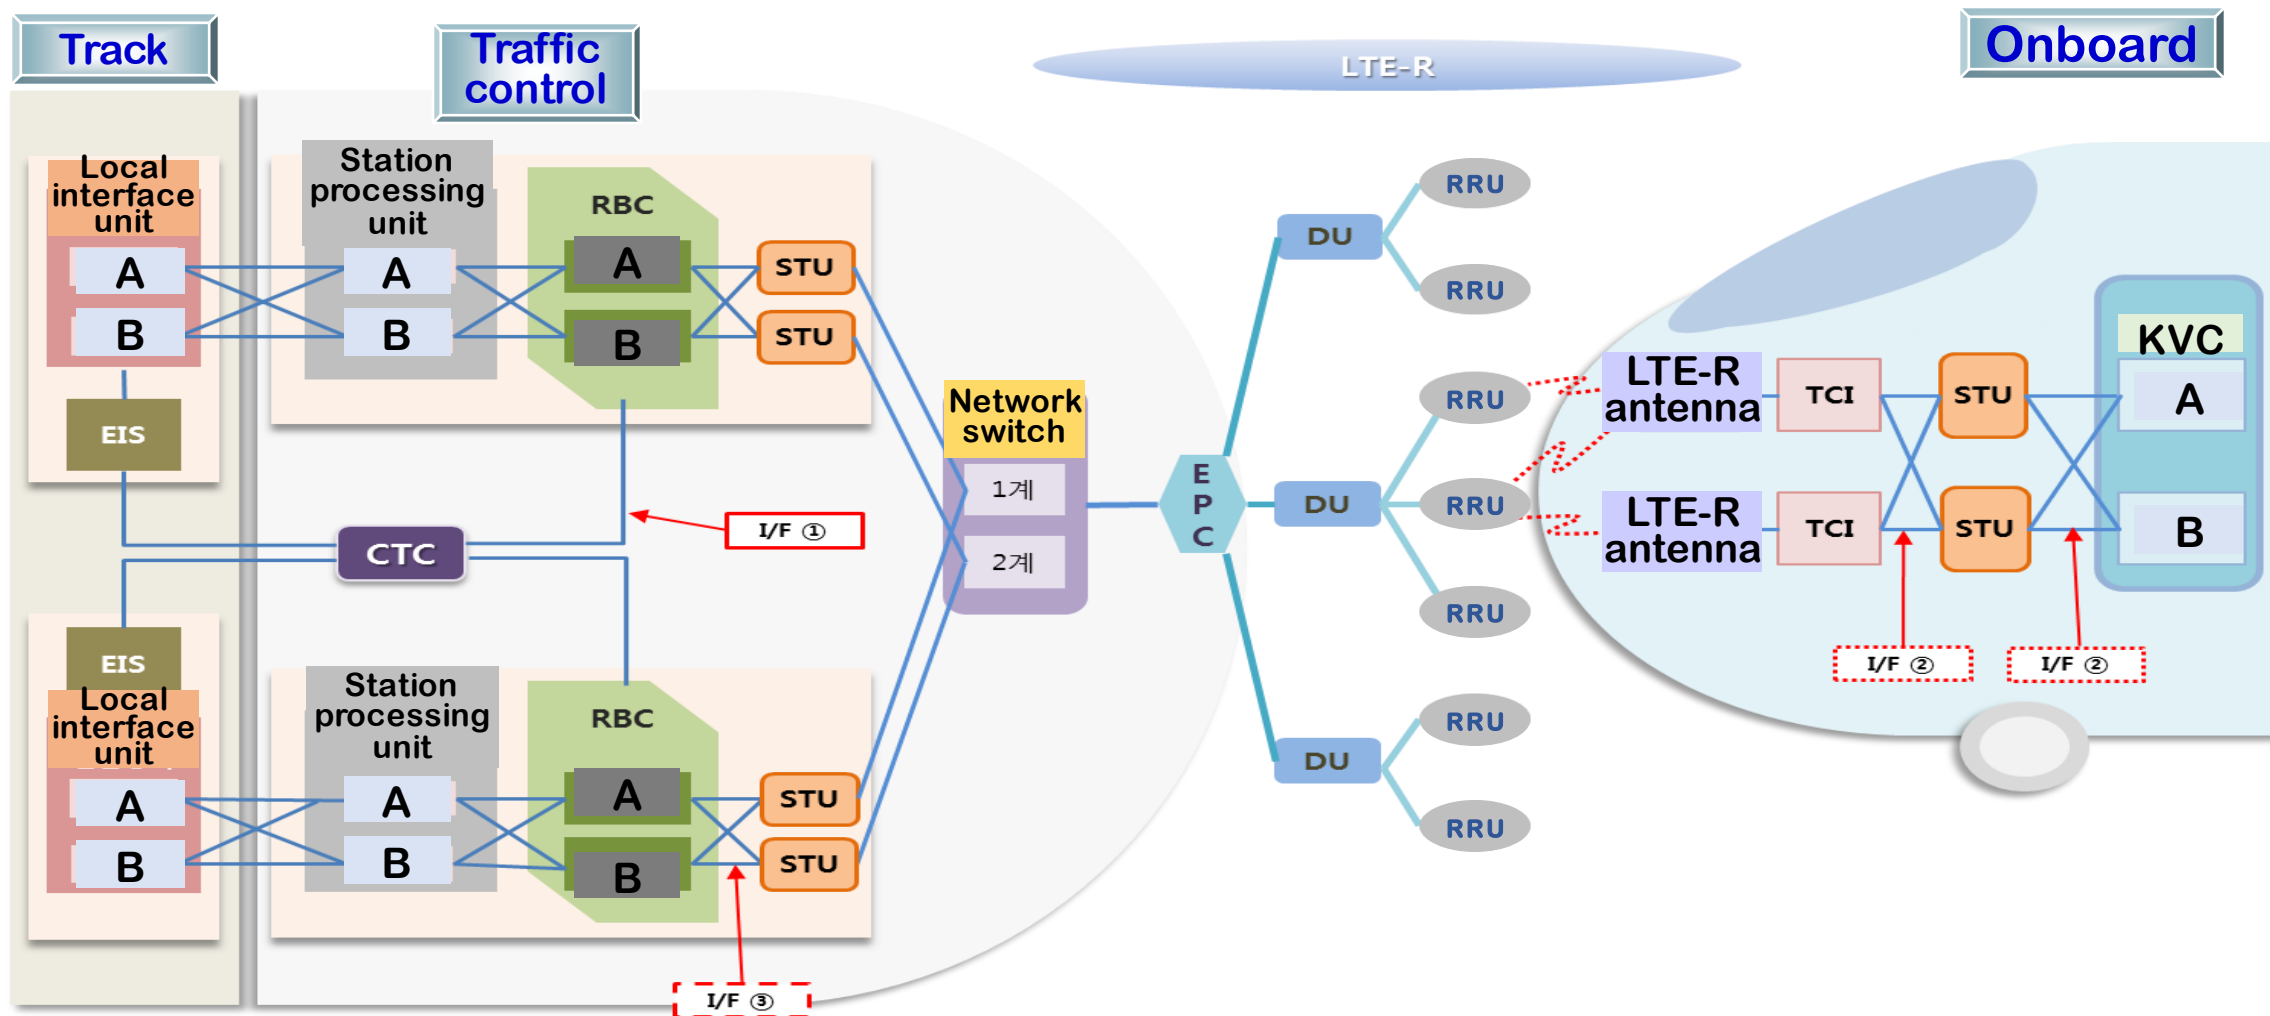 Track
Traffic
control
LTE-R
Onboard
Local
interface
unit
A
B
EIS
Station
processing
unit
A
B
RBC
A
B
STU
STU
CTC
I/F ①
EIS
Local
interface
unit
A
B
Station
processing
unit
A
B
RBC
A
B
STU
STU
I/F ③
Network
switch
1계
2계
E
P
C
DU
DU
DU
RRU
RRU
RRU
RRU
RRU
RRU
RRU
LTE-R
antenna
TCI
STU
LTE-R
antenna
TCI
STU
KVC
A
B
I/F ②
I/F ②